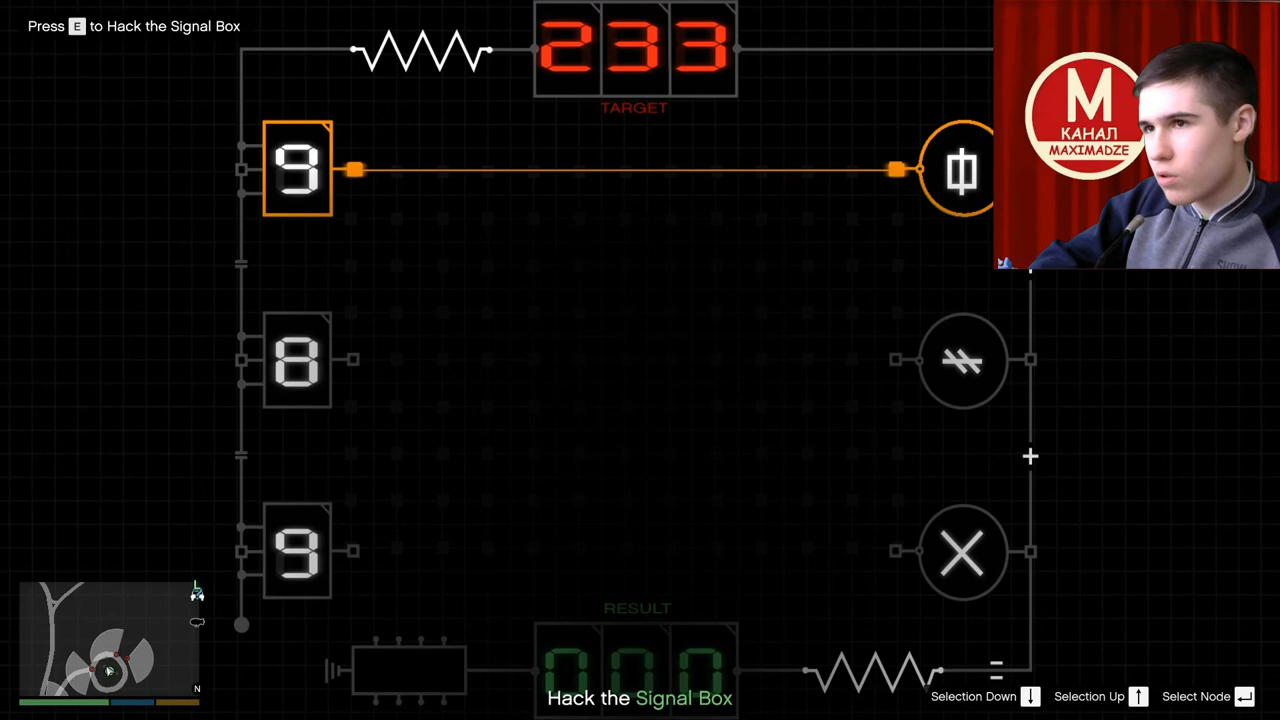 Press E to Hack the Signal Box
233
TARGET
M
КАНАЛ
MAXIMADZE
9
8
9
RESULT
000
Hack the Signal Box
N
Selection Down ↓ Selection Up ↑ Select Node ↵